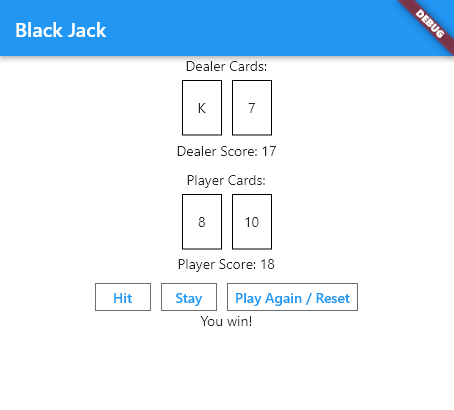 Black Jack
DEBUG
Dealer Cards:
K 7
Dealer Score: 17
Player Cards:
8 10
Player Score: 18
Hit Stay Play Again / Reset
You win!